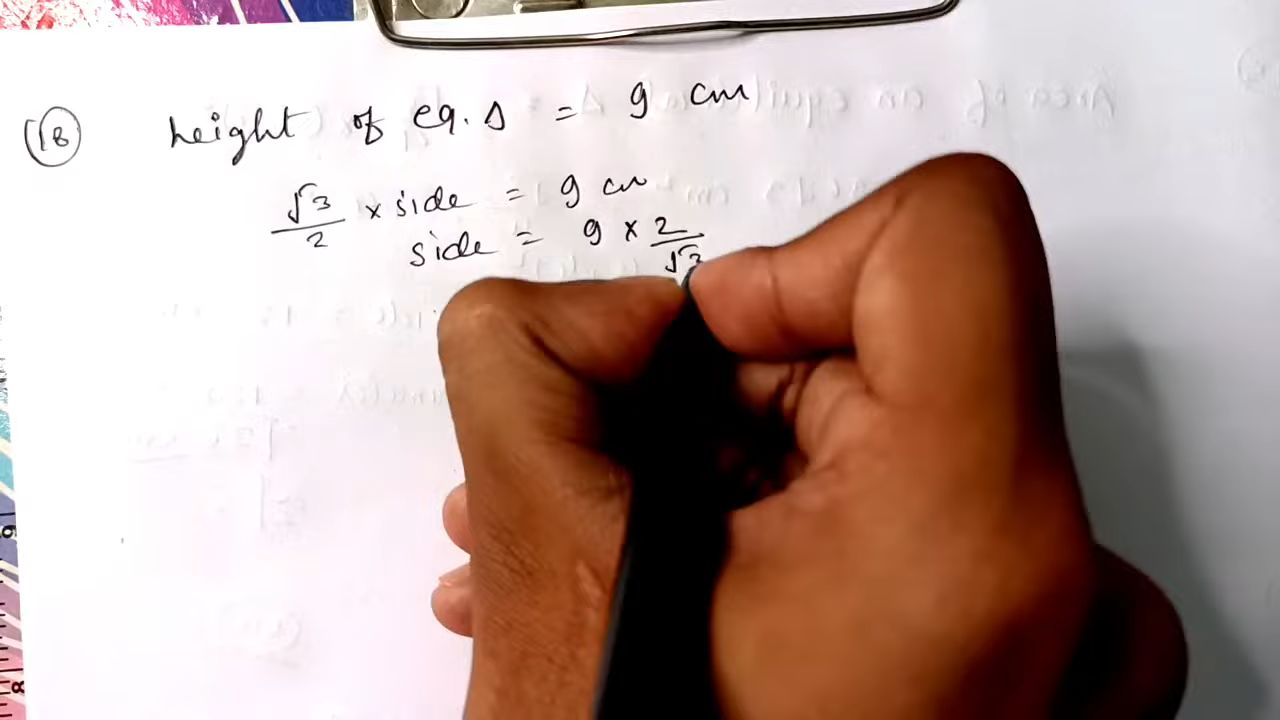 18 height of eq. Δ = 9 cm
√3/2 × side = 9 cm
side = 9 × 2/√3